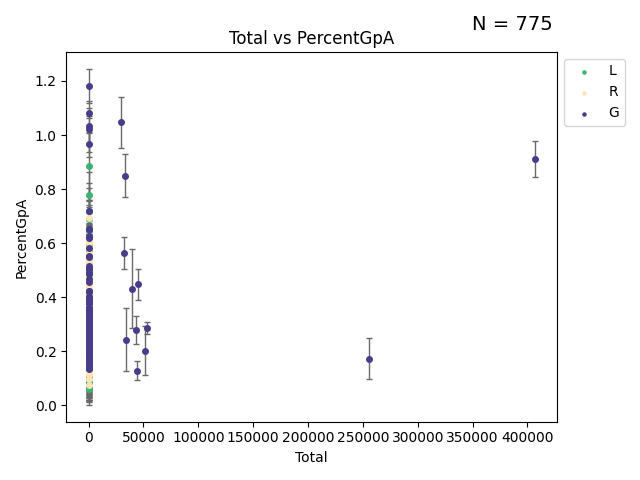 N = 775
Total vs PercentGpA
L
R
G
1.2
1.0
0.8
0.6
0.4
0.2
0.0
PercentGpA
0 50000 100000 150000 200000 250000 300000 350000 400000
Total